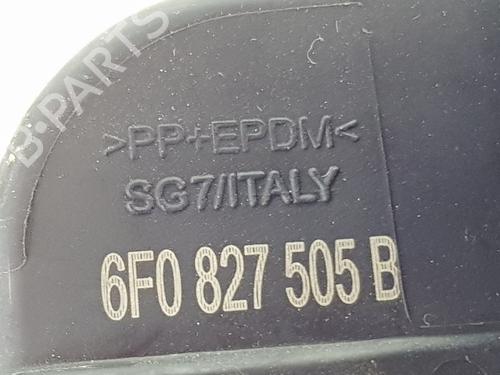 B-PARTS
>PP+EPDM<
SG7/ITALY
6F0 827 505 B